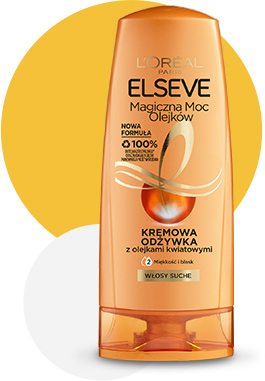 L'ORÉAL
PARIS
ELSEVE
Magiczna Moc
Olejków
NOWA
FORMUŁA
100%
KREMOWA
ODŻYWKA
z olejkami kwiatowymi
2 Miękkość i blask
WŁOSY SUCHE